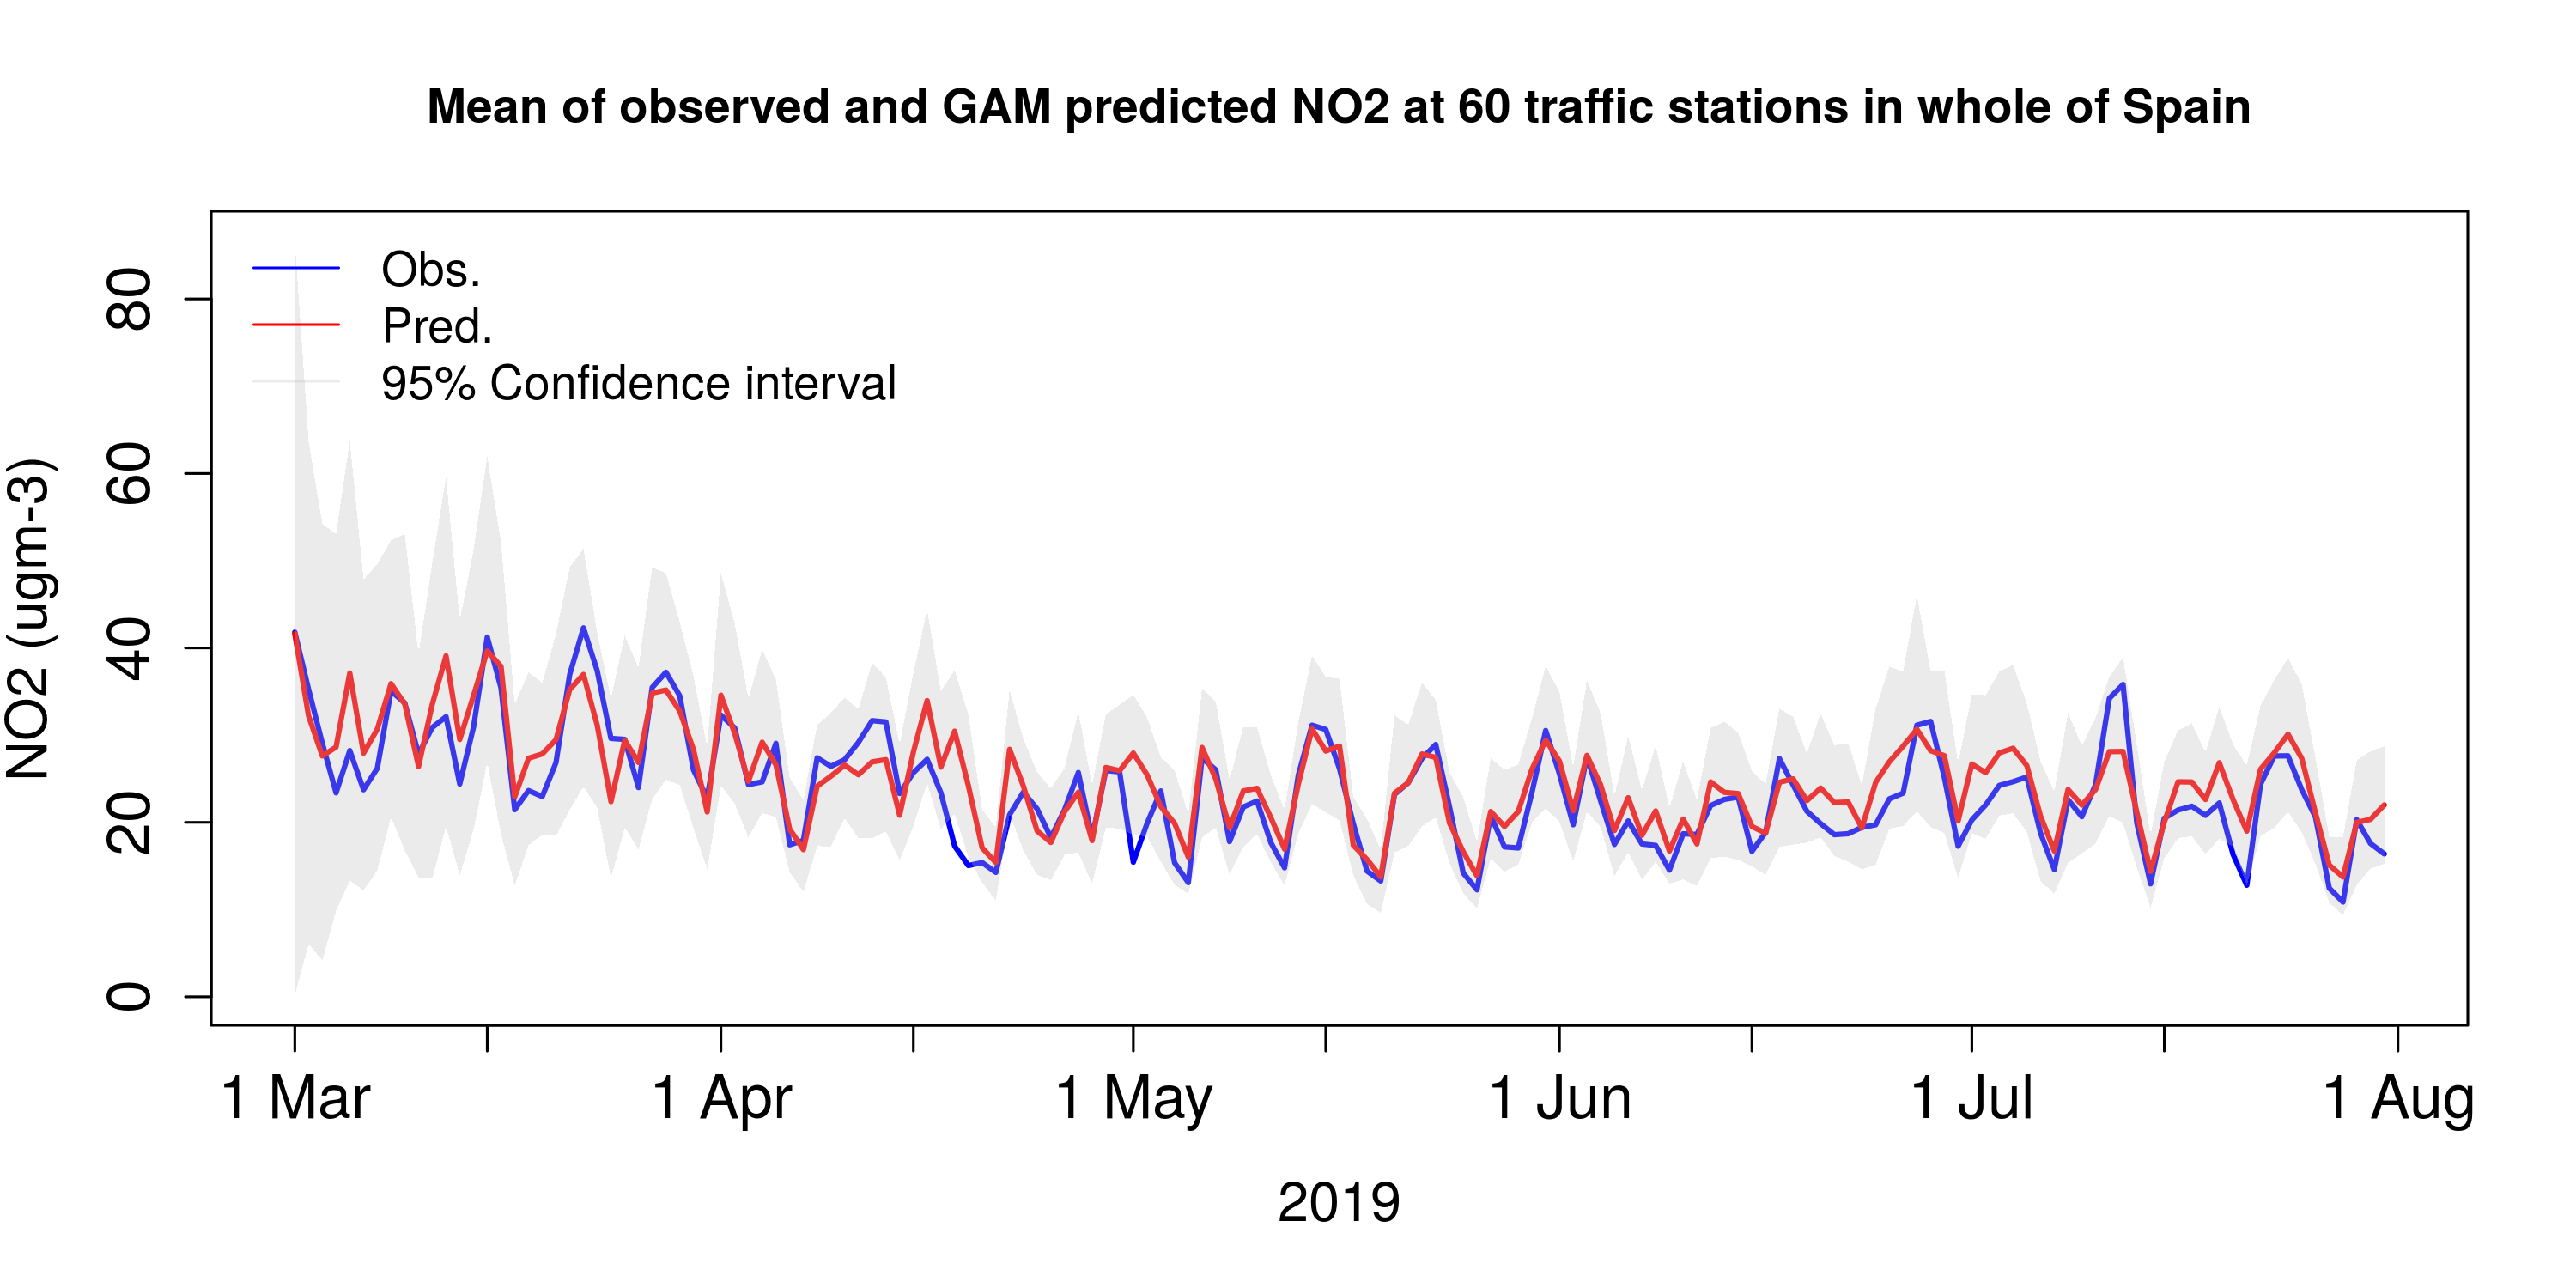 Mean of observed and GAM predicted NO2 at 60 traffic stations in whole of Spain
Obs.
Pred.
95% Confidence interval
NO2 (ugm-3)
80
60
40
20
0
1 Mar
1 Apr
1 May
1 Jun
1 Jul
1 Aug
2019